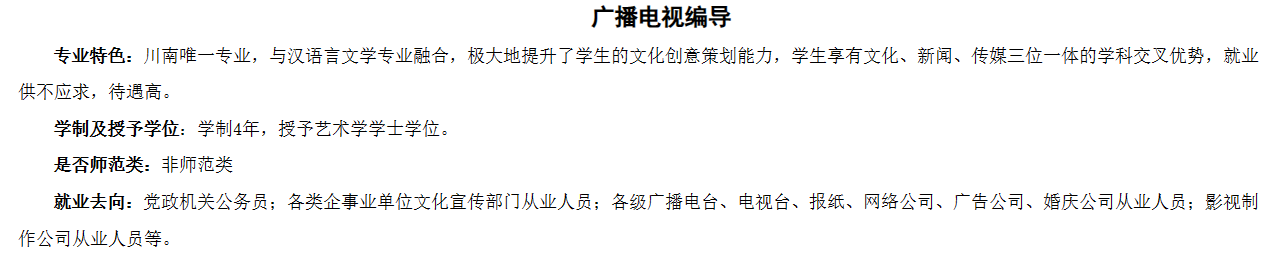 广播电视编导
专业特色：川南唯一专业，与汉语言文学专业融合，极大地提升了学生的文化创意策划能力，学生享有文化、新闻、传媒三位一体的学科交叉优势，就业
供不应求，待遇高。
学制及授予学位：学制4年，授予艺术学学士学位。
是否师范类：非师范类
就业去向：党政机关公务员；各类企事业单位文化宣传部门从业人员；各级广播电台、电视台、报纸、网络公司、广告公司、婚庆公司从业人员；影视制
作公司从业人员等。